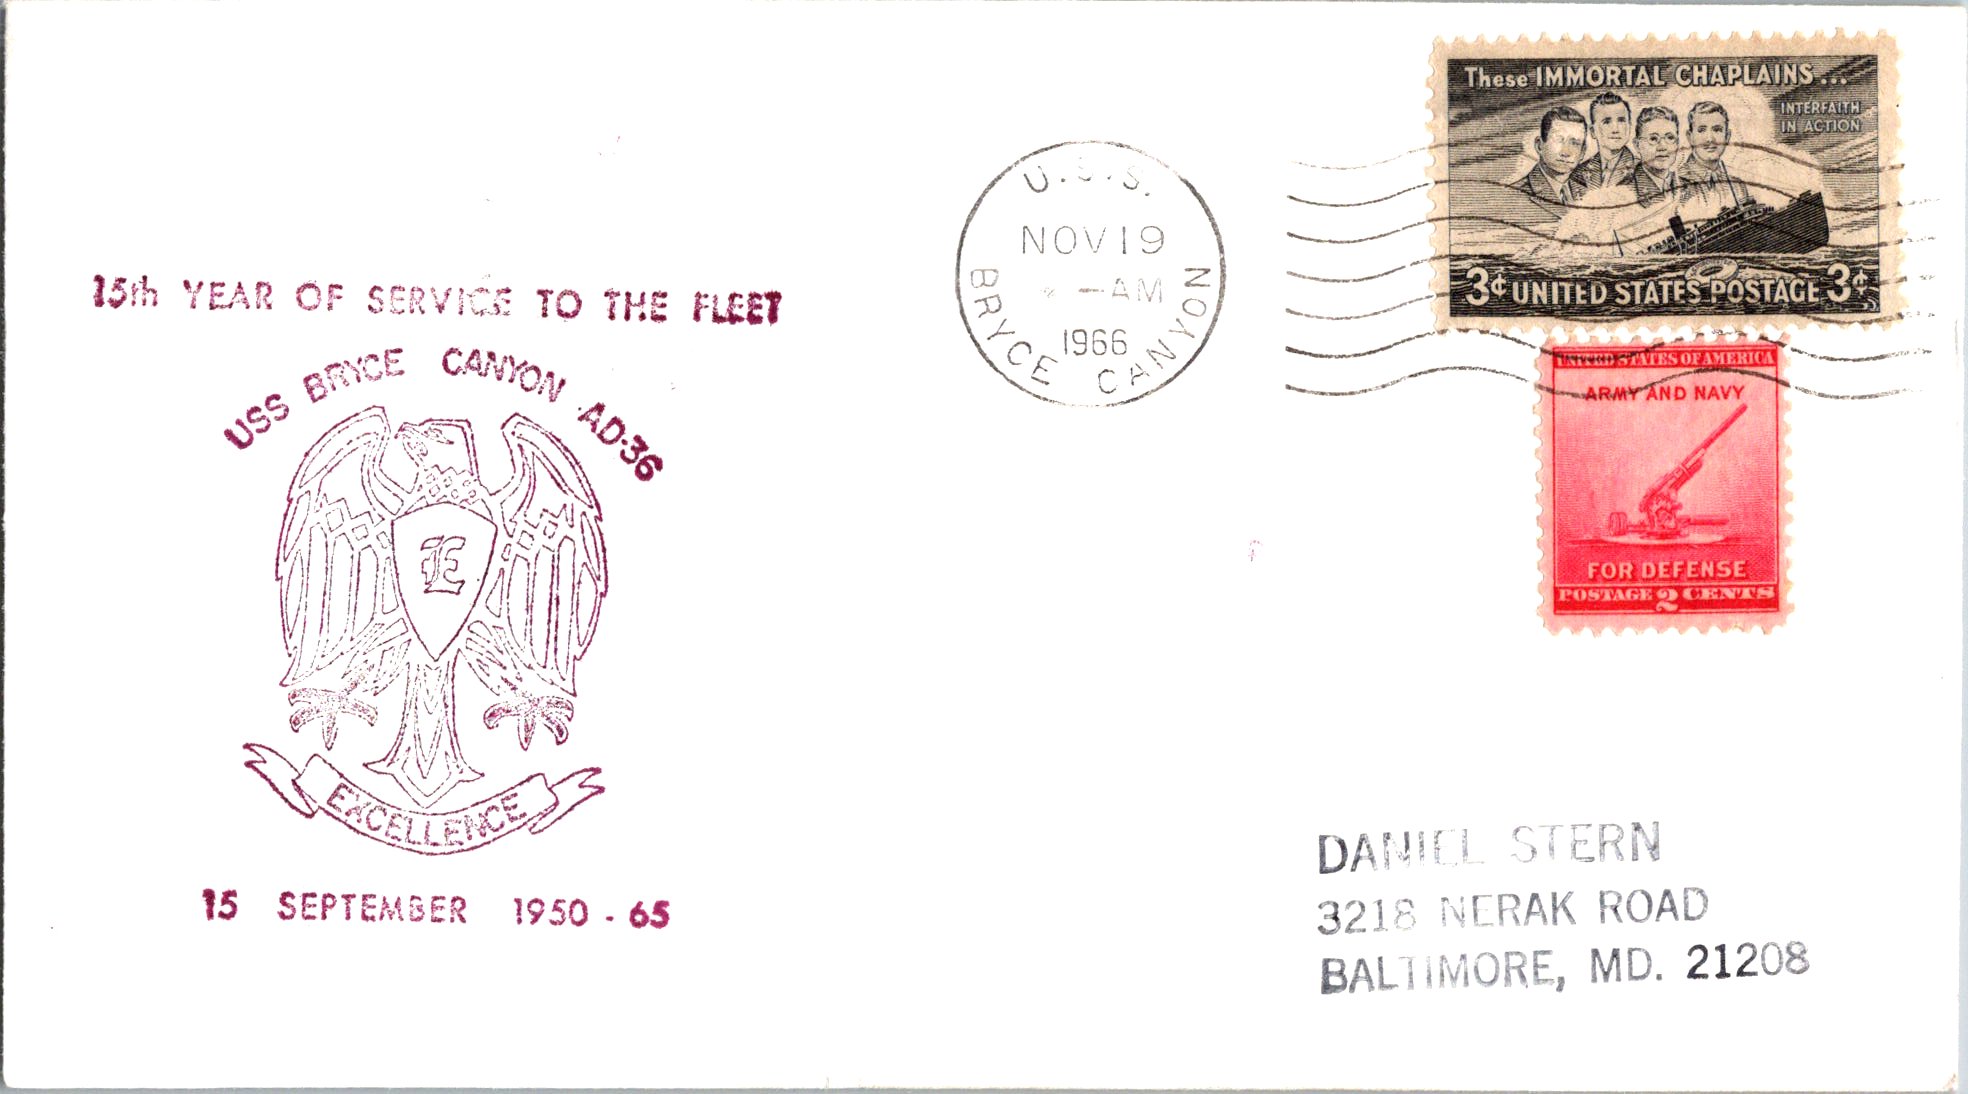 15th YEAR OF SERVICE TO THE FLEET
USS BRYCE CANYON AD-36
E
EXCELLENCE
15 SEPTEMBER 1950 - 65
U.S.S.
NOV 19
-AM
1966
BRYCE CANYON
These IMMORTAL CHAPLAINS...
INTERFAITH
IN ACTION
3¢ UNITED STATES POSTAGE 3¢
UNITED STATES OF AMERICA
ARMY AND NAVY
FOR DEFENSE
POSTAGE 2 CENTS
DANIEL STERN
3218 NERAK ROAD
BALTIMORE, MD. 21208